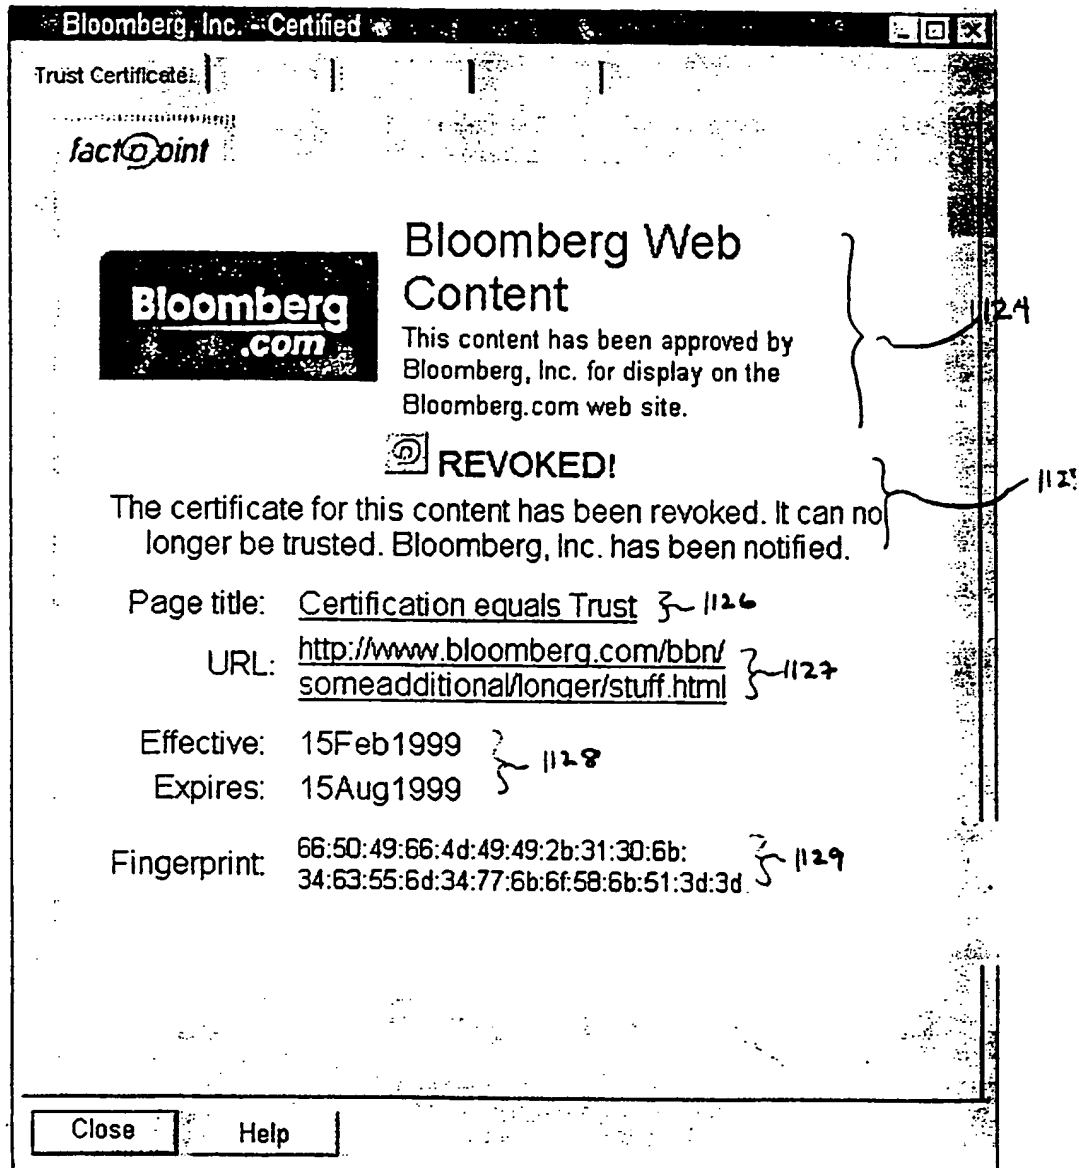 Bloomberg, Inc. - Certified
Trust Certificate
fact@point
Bloomberg
.com
Bloomberg Web
Content
This content has been approved by
Bloomberg, Inc. for display on the
Bloomberg.com web site.
1124
REVOKED!
The certificate for this content has been revoked. It can no
longer be trusted. Bloomberg, Inc. has been notified.
Page title: Certification equals Trust 1126
URL: http://www.bloomberg.com/bbn/
someadditional/longer/stuff.html 1127
Effective: 15Feb1999
Expires: 15Aug1999 1128
Fingerprint: 66:50:49:66:4d:49:49:2b:31:30:6b:
34:63:55:6d:34:77:6b:6f:58:6b:51:3d:3d 1129
Close Help